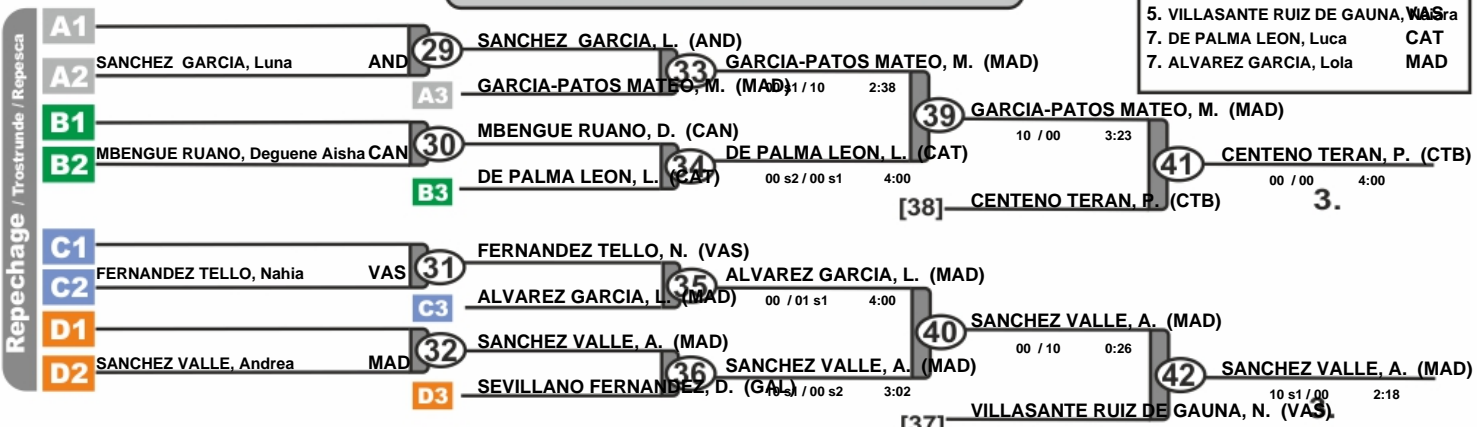 5. VILLASANTE RUIZ DE GAUNA, Naiara VAS
7. DE PALMA LEON, Luca CAT
7. ALVAREZ GARCIA, Lola MAD
Repechage / Trostrunde / Repesca
A1
A2
SANCHEZ GARCIA, Luna AND
29
SANCHEZ GARCIA, L. (AND)
A3
GARCIA-PATOS MATEO, M. (MAD)
33
GARCIA-PATOS MATEO, M. (MAD)
00 s1 / 10 2:38
B1
B2
MBENGUE RUANO, Deguene Aisha CAN
30
MBENGUE RUANO, D. (CAN)
B3
DE PALMA LEON, L. (CAT)
34
DE PALMA LEON, L. (CAT)
00 s2 / 00 s1 4:00
39
GARCIA-PATOS MATEO, M. (MAD)
10 / 00 3:23
[38]
CENTENO TERAN, P. (CTB)
41
CENTENO TERAN, P. (CTB)
00 / 00 4:00
3.
C1
C2
FERNANDEZ TELLO, Nahia VAS
31
FERNANDEZ TELLO, N. (VAS)
C3
ALVAREZ GARCIA, L. (MAD)
35
ALVAREZ GARCIA, L. (MAD)
00 / 01 s1 4:00
D1
D2
SANCHEZ VALLE, Andrea MAD
32
SANCHEZ VALLE, A. (MAD)
D3
SEVILLANO FERNANDEZ, D. (GAL)
36
SANCHEZ VALLE, A. (MAD)
10 s1 / 00 s2 3:02
40
SANCHEZ VALLE, A. (MAD)
00 / 10 0:26
[37]
VILLASANTE RUIZ DE GAUNA, N. (VAS)
42
SANCHEZ VALLE, A. (MAD)
10 s1 / 00 2:18
3.